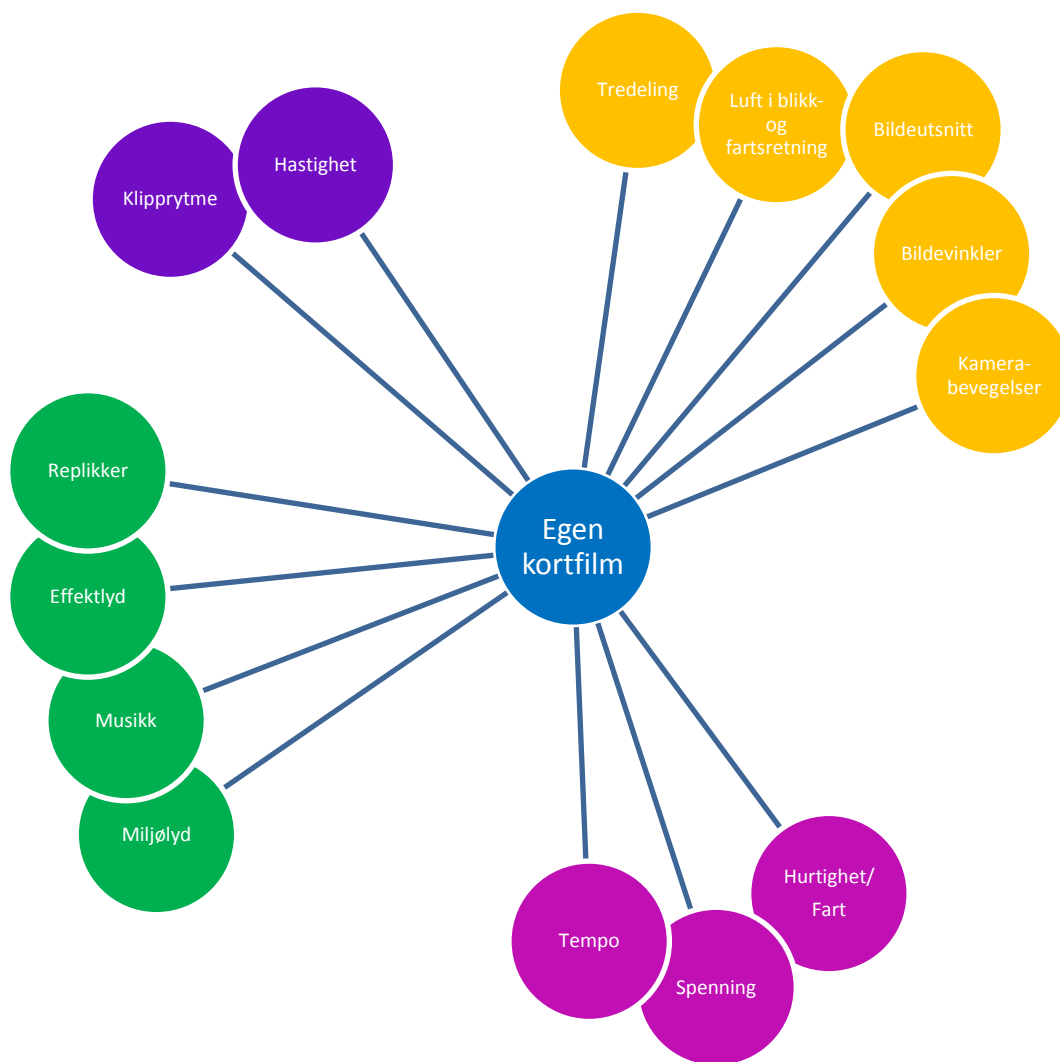 Tredeling
Luft i blikk-
og
fartsretning
Bildeutsnitt
Hastighet
Klipprytme
Bildevinkler
Kamera-
bevegelser
Replikker
Egen
kortfilm
Effektlyd
Musikk
Miljølyd
Hurtighet/
Fart
Tempo
Spenning